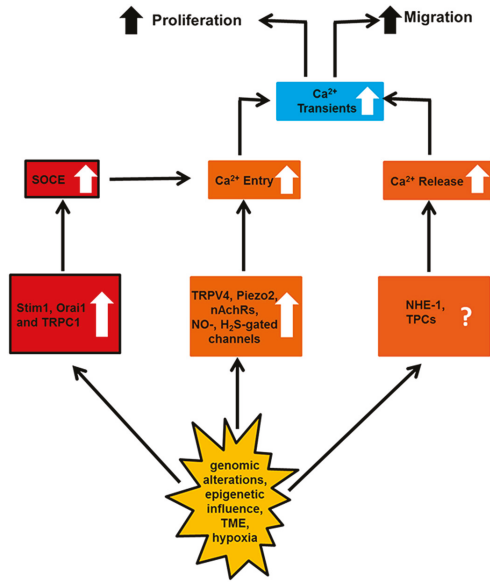 Proliferation
Migration
Ca²⁺
Transients
SOCE
Ca²⁺ Entry
Ca²⁺ Release
Stim1, Orai1
and TRPC1
TRPV4, Piezo2,
nAchRs,
NO-, H₂S-gated
channels
NHE-1,
TPCs
?
genomic
alterations,
epigenetic
influence,
TME,
hypoxia